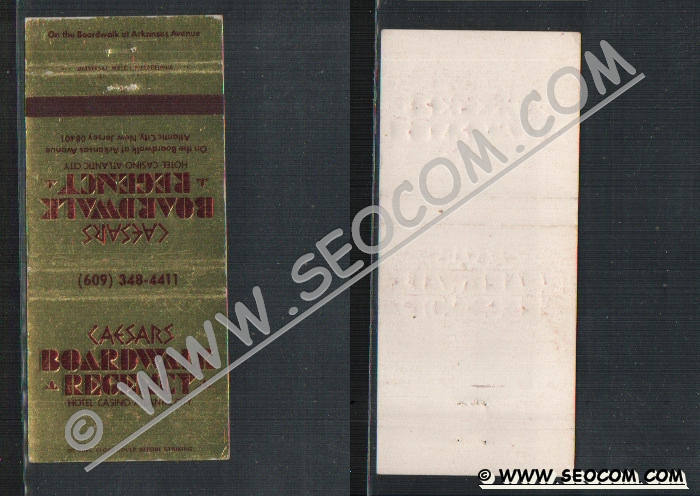 On the Boardwalk at Arkansas Avenue
Atlantic City, New Jersey 08401
On the Boardwalk at Arkansas Avenue
HOTEL CASINO ATLANTIC CITY
REGENCY
BOARDWALK
CAESARS
(609) 348-4411
CAESARS
BOARDWALK
REGENCY
HOTEL CASINO
© WWW.SEOCOM.COM
© WWW.SEOCOM.COM